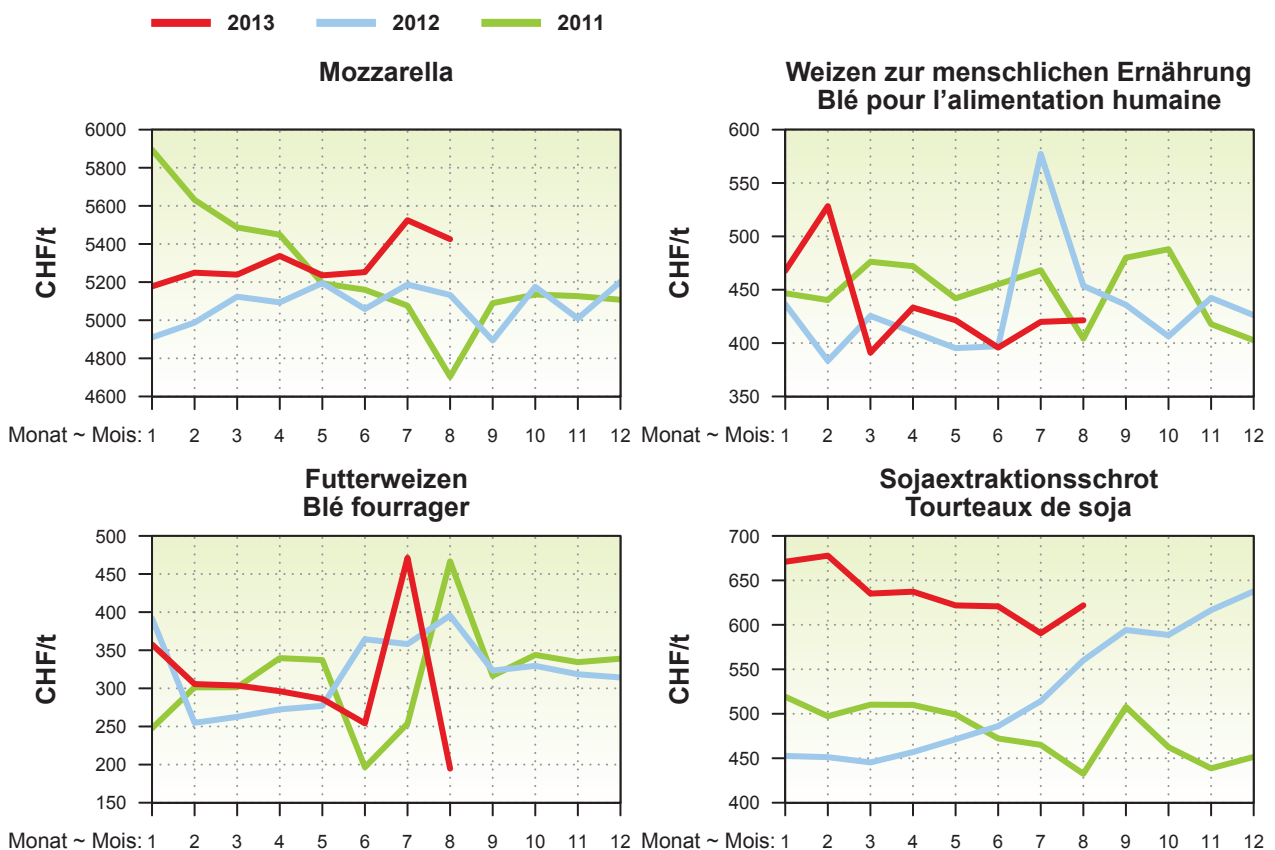 2013 2012 2011
Mozzarella
CHF/t
6000
5800
5600
5400
5200
5000
4800
4600
Monat ~ Mois: 1 2 3 4 5 6 7 8 9 10 11 12
Weizen zur menschlichen Ernährung
Blé pour l’alimentation humaine
CHF/t
600
550
500
450
400
350
Monat ~ Mois: 1 2 3 4 5 6 7 8 9 10 11 12
Futterweizen
Blé fourrager
CHF/t
500
450
400
350
300
250
200
150
Monat ~ Mois: 1 2 3 4 5 6 7 8 9 10 11 12
Sojaextraktionsschrot
Tourteaux de soja
CHF/t
700
650
600
550
500
450
400
Monat ~ Mois: 1 2 3 4 5 6 7 8 9 10 11 12